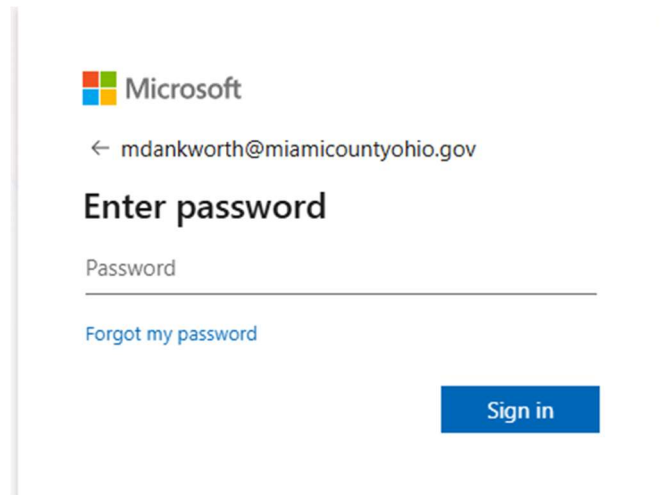 Microsoft
← mdankworth@miamicountyohio.gov
Enter password
Password
Forgot my password
Sign in